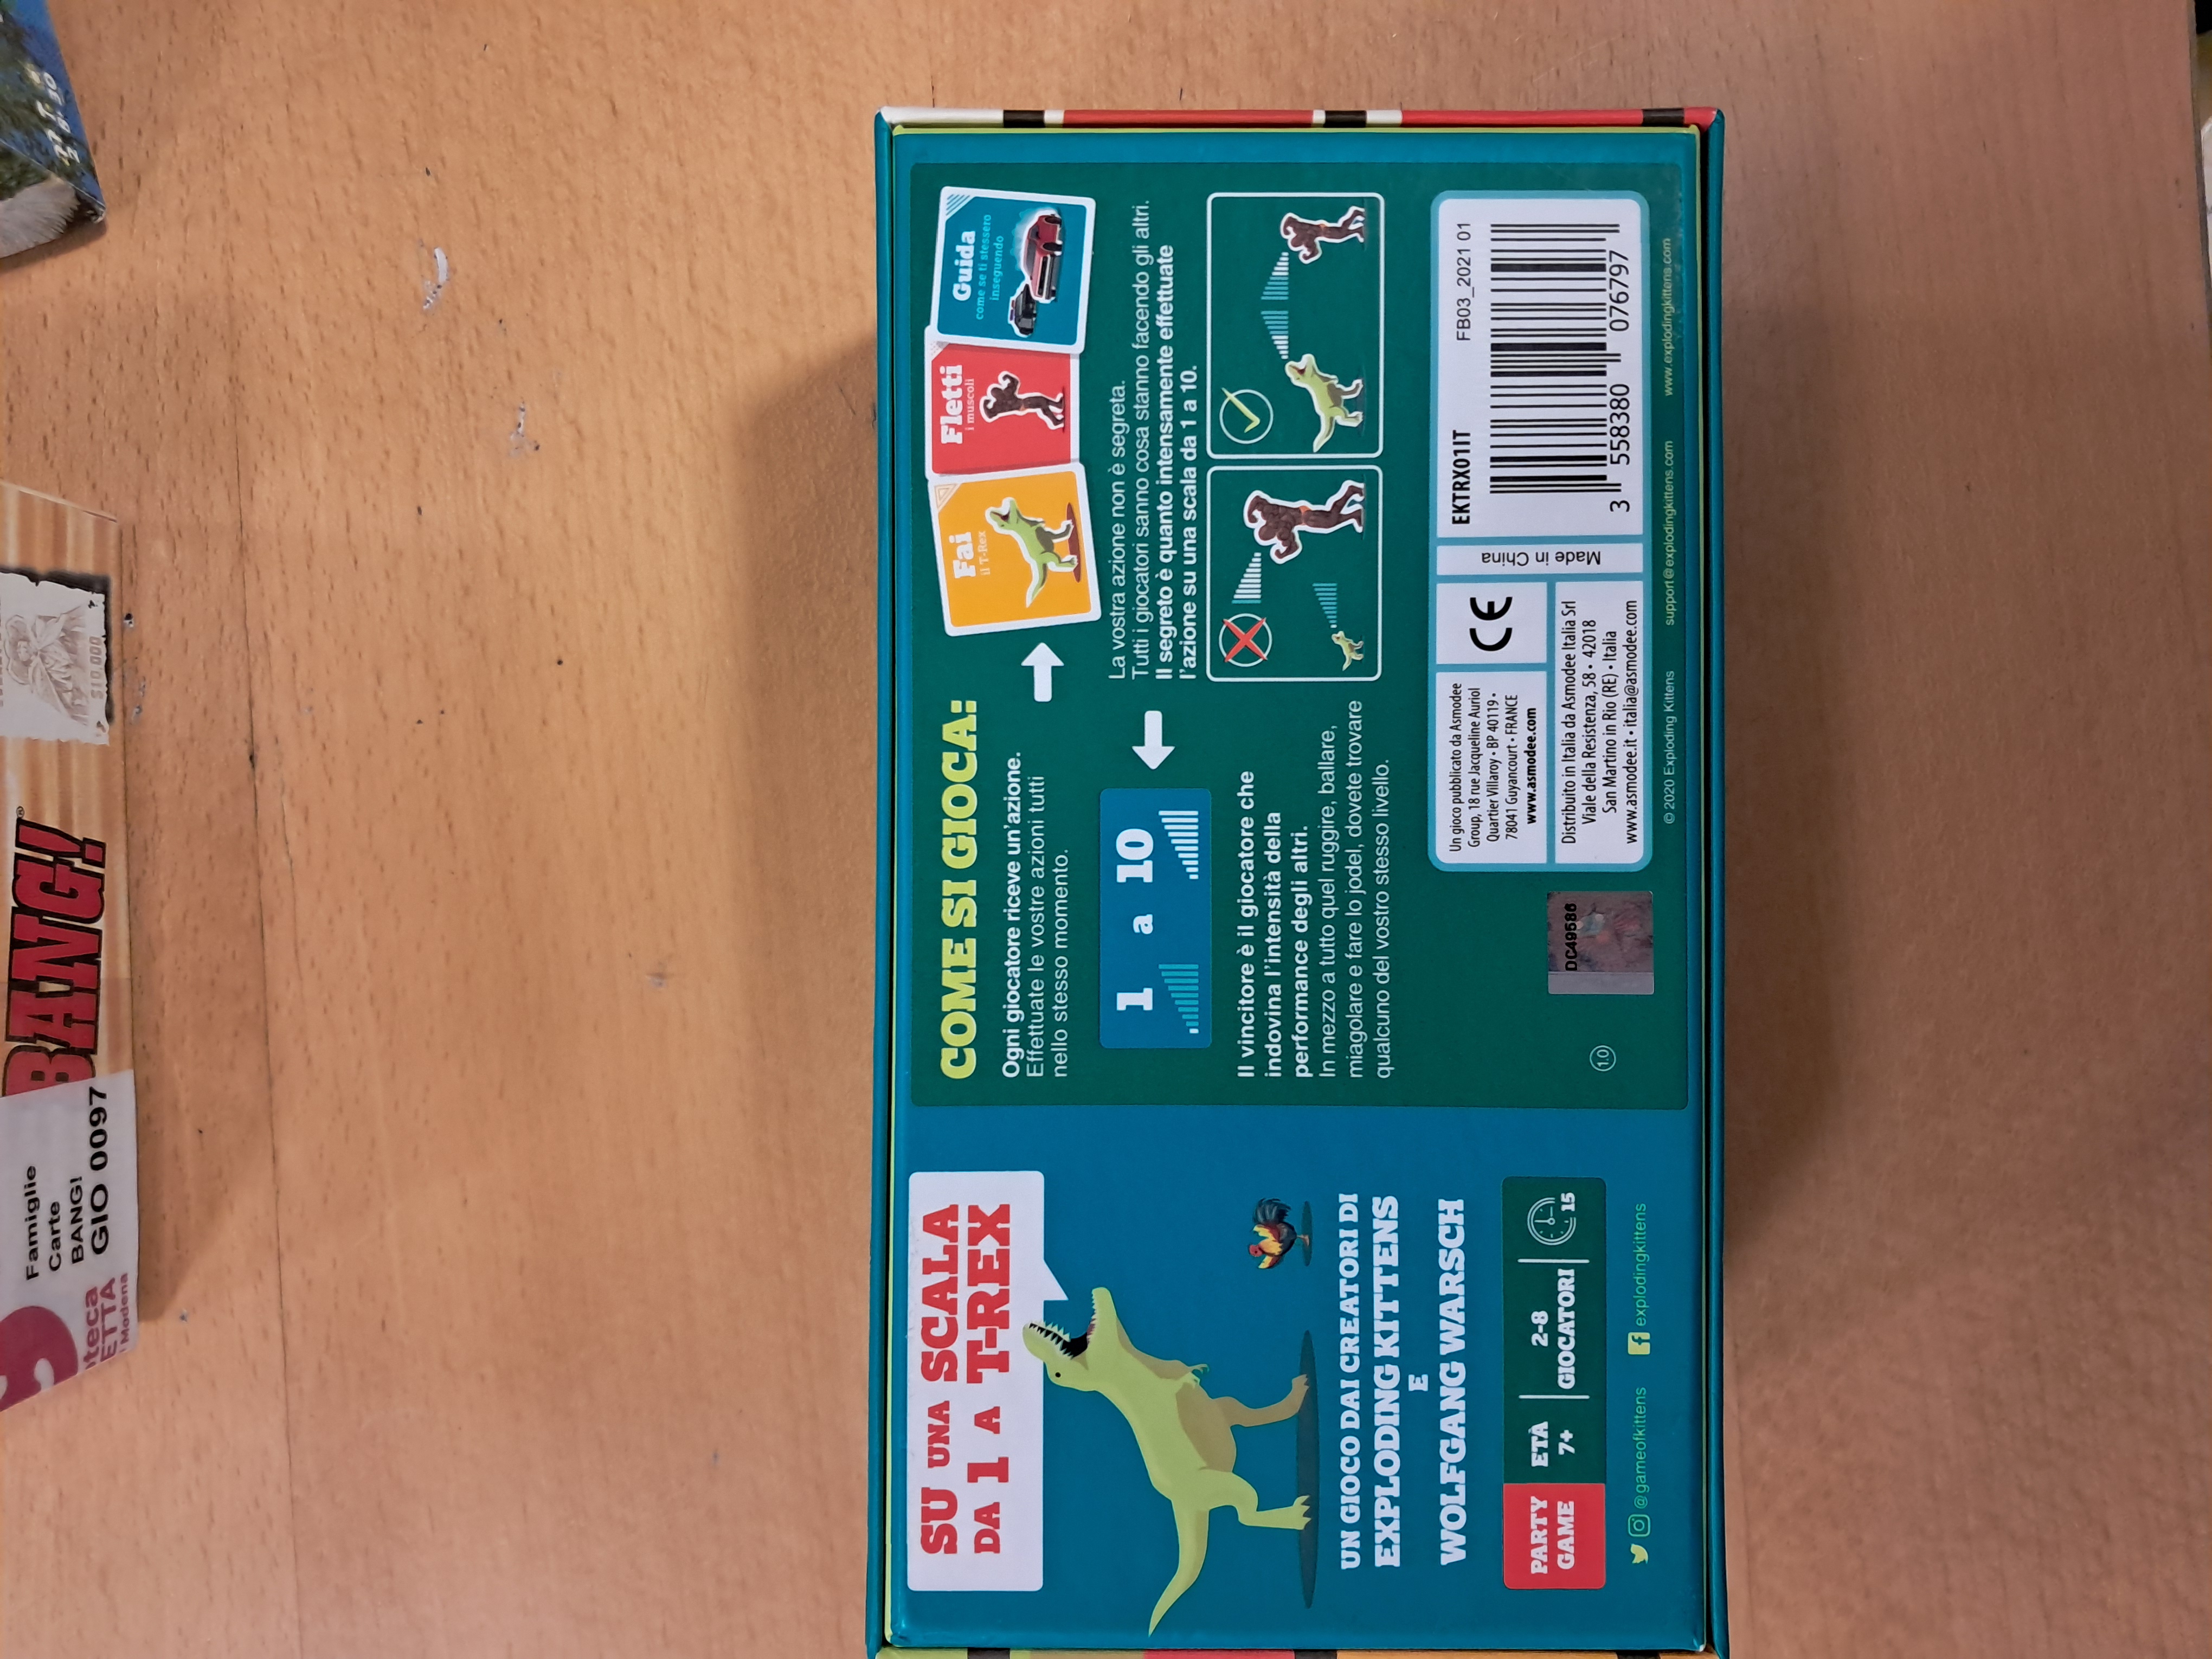 Famiglie
Carte
BANG!
GIO 0097
teca
ETTA
Modena
BANG!
$10.000
SU UNA SCALA
DA 1 A T-REX
UN GIOCO DAI CREATORI DI
EXPLODING KITTENS
E
WOLFGANG WARSCH
PARTY
GAME
ETÀ
7+
2-8
GIOCATORI
15
@gameofkittens
explodingkittens
COME SI GIOCA:
Ogni giocatore riceve un'azione.
Effettuate le vostre azioni tutti
nello stesso momento.
Fai
il T-Rex
Fletti
i muscoli
Guida
come se ti stessero
inseguendo
La vostra azione non è segreta.
Tutti i giocatori sanno cosa stanno facendo gli altri.
Il segreto è quanto intensamente effettuate
l'azione su una scala da 1 a 10.
1 a 10
Il vincitore è il giocatore che
indovina l'intensità della
performance degli altri.
In mezzo a tutto quel ruggire, ballare,
miagolare e fare lo jodel, dovete trovare
qualcuno del vostro stesso livello.
1.0
DC49586
Un gioco pubblicato da Asmodee
Group, 18 rue Jacqueline Auriol
Quartier Villaroy • BP 40119 •
78041 Guyancourt • FRANCE
www.asmodee.com
CE
Distribuito in Italia da Asmodee Italia Srl
Viale della Resistenza, 58 • 42018
San Martino in Rio (RE) • Italia
www.asmodee.it • italia@asmodee.com
Made in China
EKTRX01IT
FB03_2021 01
3 558380 076797
© 2020 Exploding Kittens
support@explodingkittens.com
www.explodingkittens.com